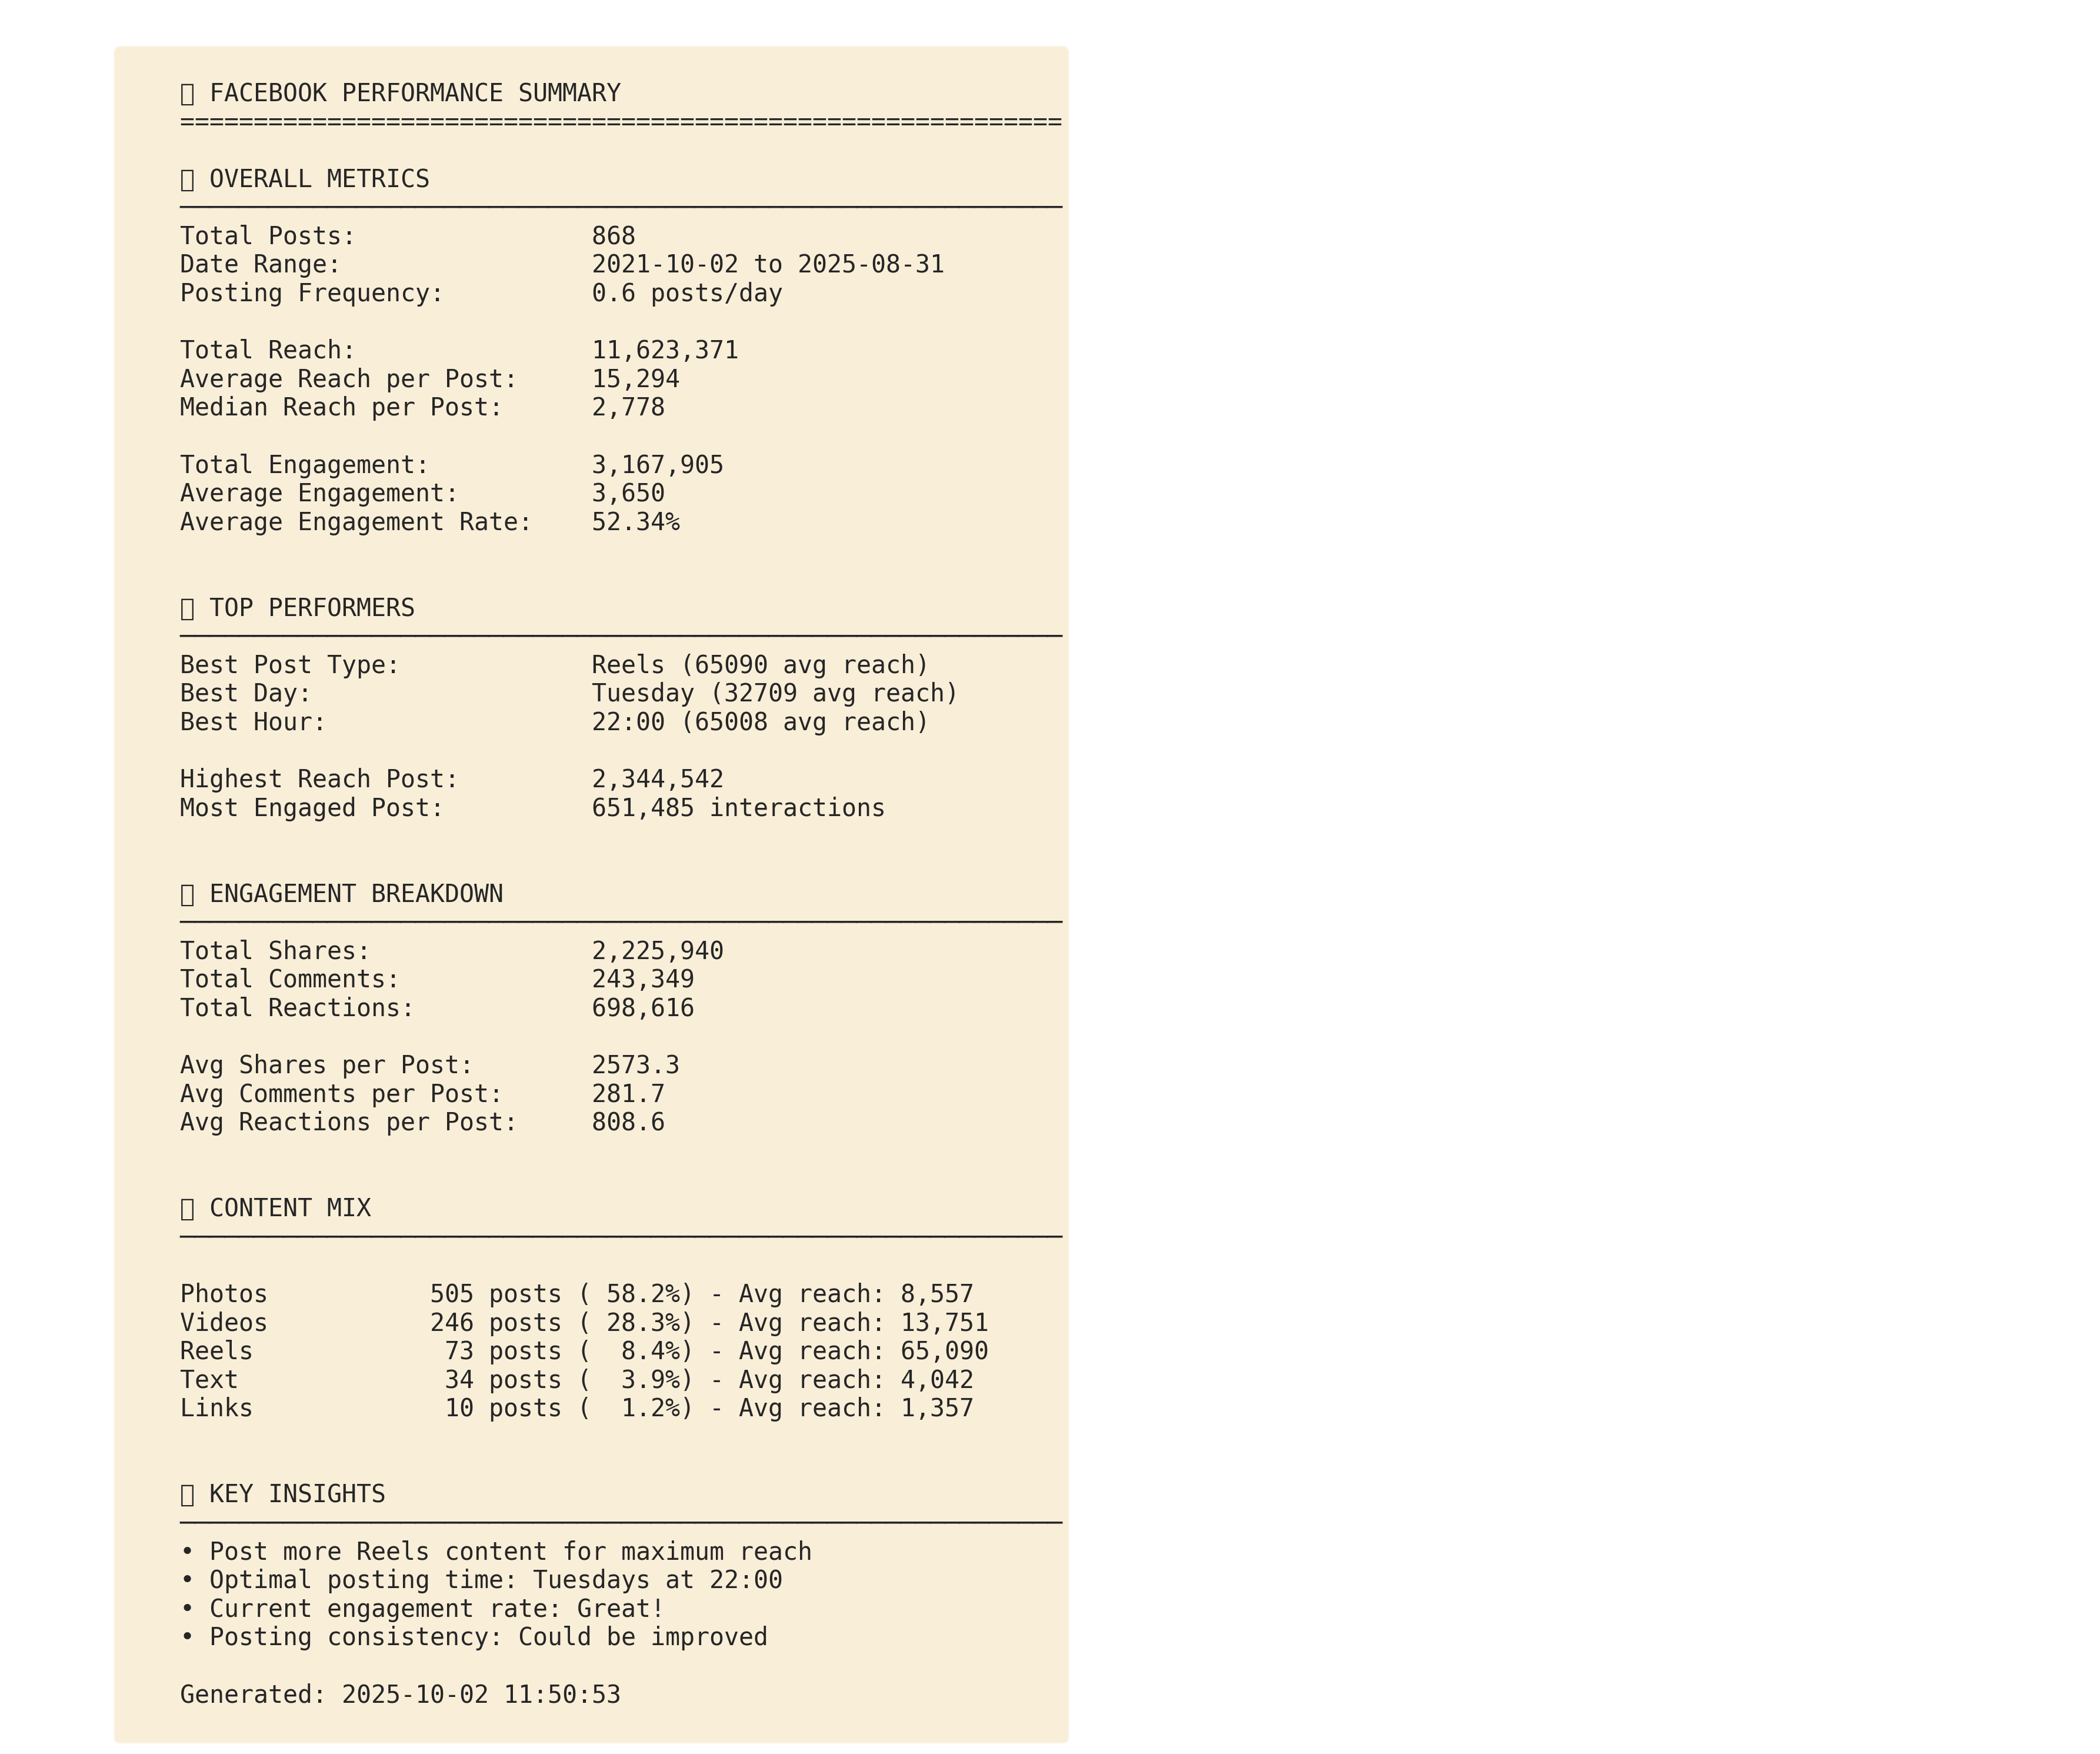 ▯ FACEBOOK PERFORMANCE SUMMARY
============================================================
▯ OVERALL METRICS
Total Posts: 868
Date Range: 2021-10-02 to 2025-08-31
Posting Frequency: 0.6 posts/day
Total Reach: 11,623,371
Average Reach per Post: 15,294
Median Reach per Post: 2,778
Total Engagement: 3,167,905
Average Engagement: 3,650
Average Engagement Rate: 52.34%
▯ TOP PERFORMERS
Best Post Type: Reels (65090 avg reach)
Best Day: Tuesday (32709 avg reach)
Best Hour: 22:00 (65008 avg reach)
Highest Reach Post: 2,344,542
Most Engaged Post: 651,485 interactions
▯ ENGAGEMENT BREAKDOWN
Total Shares: 2,225,940
Total Comments: 243,349
Total Reactions: 698,616
Avg Shares per Post: 2573.3
Avg Comments per Post: 281.7
Avg Reactions per Post: 808.6
▯ CONTENT MIX
Photos 505 posts ( 58.2%) - Avg reach: 8,557
Videos 246 posts ( 28.3%) - Avg reach: 13,751
Reels 73 posts ( 8.4%) - Avg reach: 65,090
Text 34 posts ( 3.9%) - Avg reach: 4,042
Links 10 posts ( 1.2%) - Avg reach: 1,357
▯ KEY INSIGHTS
• Post more Reels content for maximum reach
• Optimal posting time: Tuesdays at 22:00
• Current engagement rate: Great!
• Posting consistency: Could be improved
Generated: 2025-10-02 11:50:53